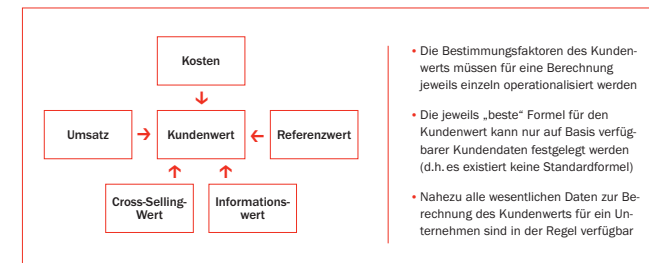 Kosten
Umsatz
Kundenwert
Referenzwert
Cross-Selling-
Wert
Informations-
wert
• Die Bestimmungsfaktoren des Kunden-
werts müssen für eine Berechnung
jeweils einzeln operationalisiert werden
• Die jeweils „beste“ Formel für den
Kundenwert kann nur auf Basis verfüg-
barer Kundendaten festgelegt werden
(d.h. es existiert keine Standardformel)
• Nahezu alle wesentlichen Daten zur Be-
rechnung des Kundenwerts für ein Un-
ternehmen sind in der Regel verfügbar